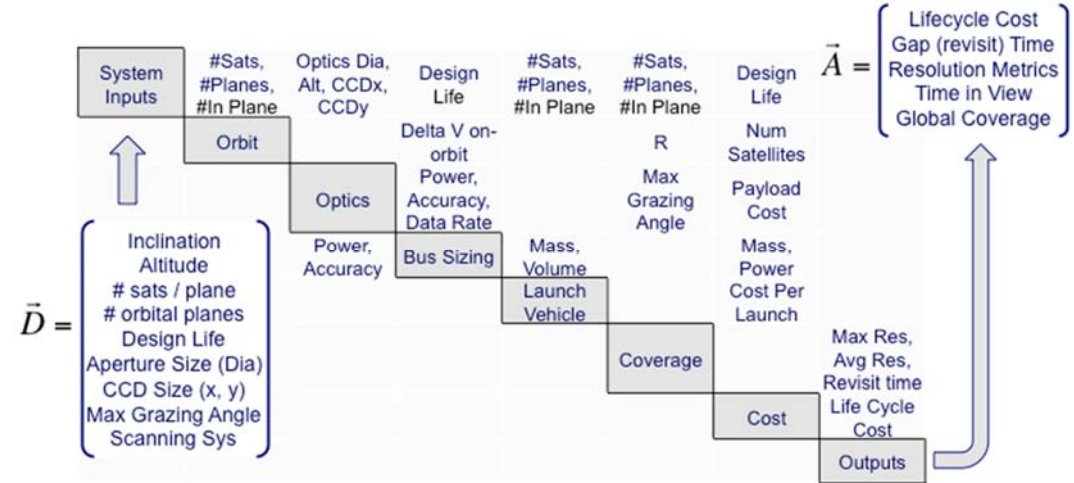 System
Inputs
#Sats,
#Planes,
#In Plane
Optics Dia,
Alt, CCDx,
CCDy
Design
Life
#Sats,
#Planes,
#In Plane
#Sats,
#Planes,
#In Plane
Design
Life
A =
Lifecycle Cost
Gap (revisit) Time
Resolution Metrics
Time in View
Global Coverage
Orbit
Delta V on-
orbit
R
Num
Satellites
Optics
Power,
Accuracy,
Data Rate
Max
Grazing
Angle
Payload
Cost
Power,
Accuracy
Bus Sizing
Mass,
Volume
Mass,
Power
Launch
Vehicle
Cost Per
Launch
Coverage
Max Res,
Avg Res,
Revisit time
Cost
Life Cycle
Cost
Outputs
D =
Inclination
Altitude
# sats / plane
# orbital planes
Design Life
Aperture Size (Dia)
CCD Size (x, y)
Max Grazing Angle
Scanning Sys